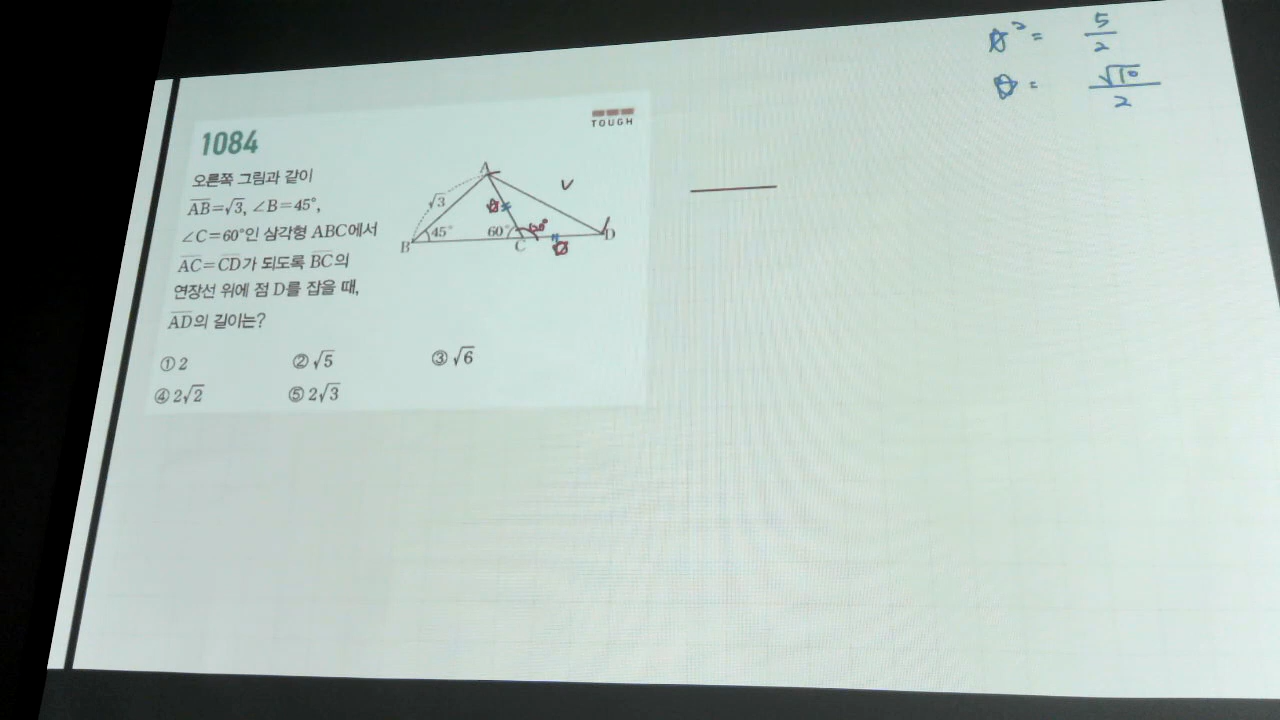 1084
TOUGH
오른쪽 그림과 같이
AB=√3, ∠B=45°,
∠C=60°인 삼각형 ABC에서
AC=CD가 되도록 BC의
연장선 위에 점 D를 잡을 때,
AD의 길이는?
① 2 ② √5 ③ √6
④ 2√2 ⑤ 2√3
A
√3
45°
60°
120°
B
C
D
2 = 5/2
= √10/2